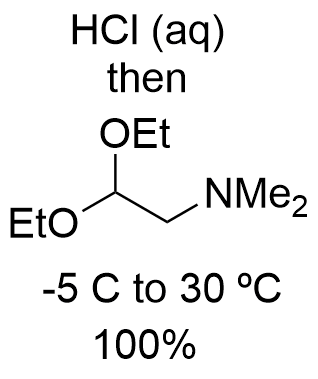 HCl (aq)
then
OEt
EtO
NMe2
-5 C to 30 ºC
100%